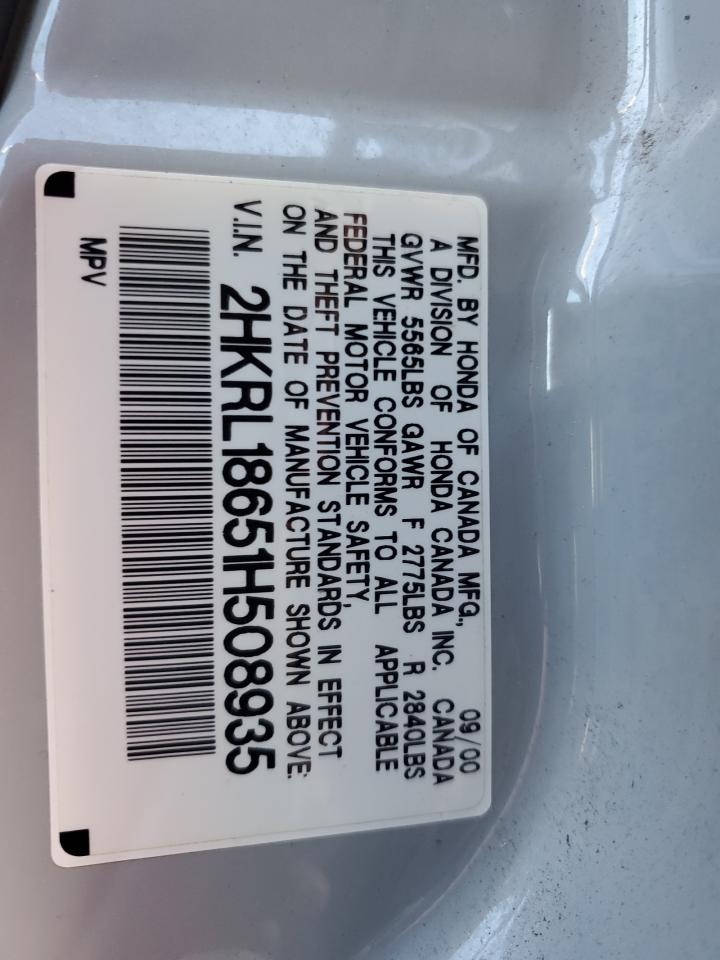 MFD. BY HONDA OF CANADA MFG., 09/00
A DIVISION OF HONDA CANADA INC. CANADA
GVWR 5565LBS GAWR F 2775LBS R 2840LBS
THIS VEHICLE CONFORMS TO ALL APPLICABLE
FEDERAL MOTOR VEHICLE SAFETY,
AND THEFT PREVENTION STANDARDS IN EFFECT
ON THE DATE OF MANUFACTURE SHOWN ABOVE.
V.I.N. 2HKRL18651H508935
MPV